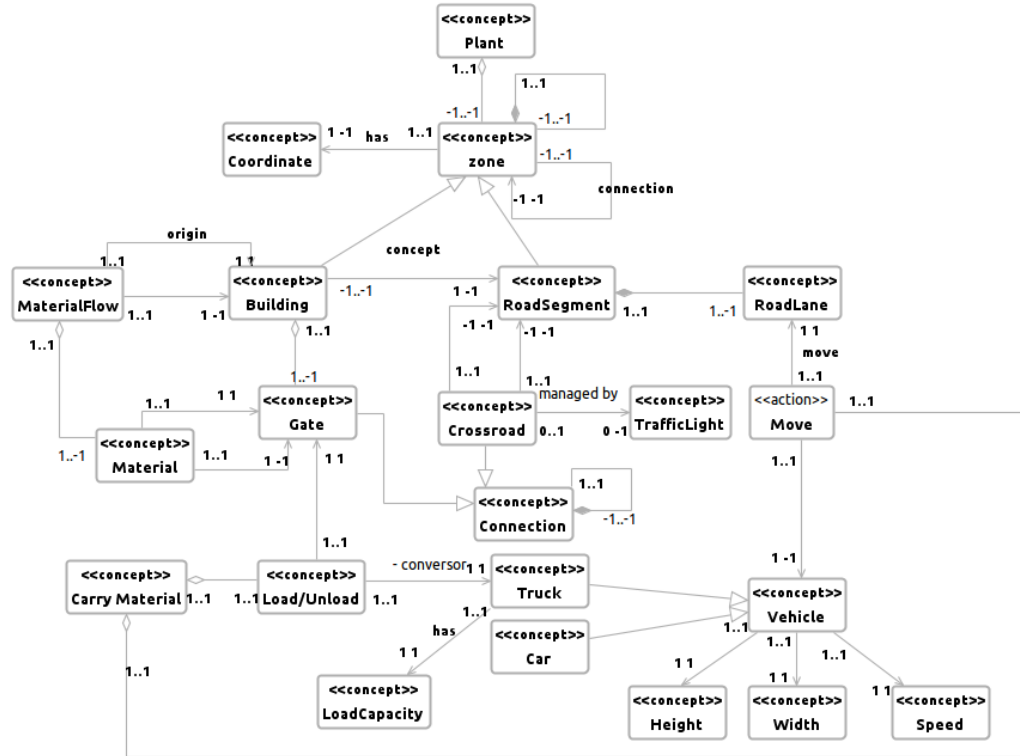 <<concept>>
Plant
1..1
1..1
-1..-1
-1..-1
<<concept>>
Coordinate
1 -1
has
1..1
<<concept>>
zone
-1..-1
connection
-1 -1
origin
concept
1..1
1 1
<<concept>>
MaterialFlow
<<concept>>
Building
<<concept>>
RoadSegment
<<concept>>
RoadLane
-1..-1
1 -1
1..1
1 -1
1..1
1..-1
-1 -1
-1 -1
1 1
1..1
1..1
move
1..1
1..1
1..1
1..-1
1 1
1..1
<<concept>>
Gate
<<concept>>
Crossroad
managed by
0..1
0 -1
<<concept>>
TrafficLight
<<action>>
Move
1..1
<<concept>>
Material
1..-1
1..1
1 -1
1 1
1..1
1..1
<<concept>>
Connection
-1..-1
1..1
1 -1
<<concept>>
Carry Material
1..1
1..1
<<concept>>
Load/Unload
- conversor
1 1
1..1
<<concept>>
Truck
1..1
has
<<concept>>
Car
<<concept>>
Vehicle
1..1
1..1
1..1
1..1
1 1
1 1
1 1
1 1
<<concept>>
LoadCapacity
<<concept>>
Height
<<concept>>
Width
<<concept>>
Speed